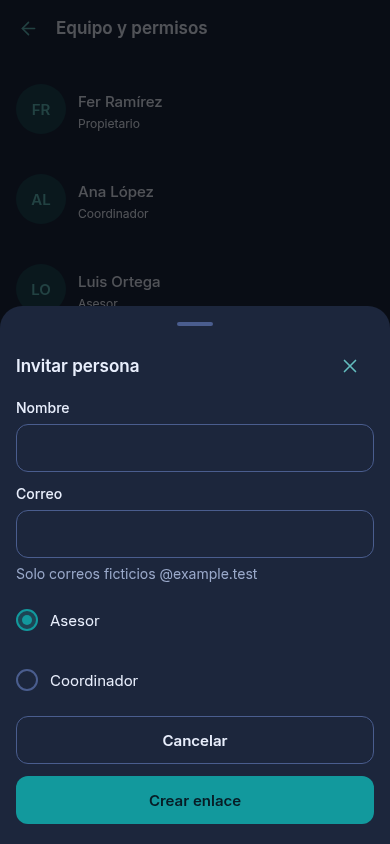 Equipo y permisos
FR
Fer Ramírez
Propietario
AL
Ana López
Coordinador
LO
Luis Ortega
Asesor
Invitar persona
Nombre
Correo
Solo correos ficticios @example.test
Asesor
Coordinador
Cancelar
Crear enlace